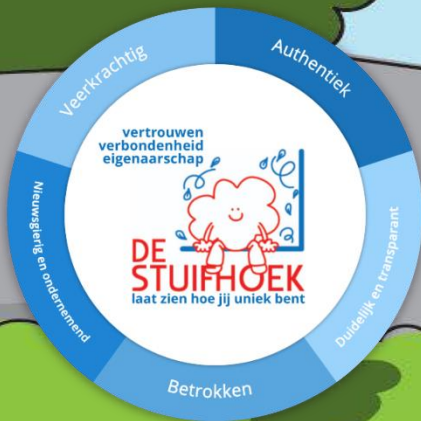 Veerkrachtig
Authentiek
vertrouwen
verbondenheid
eigenaarschap
DE
STUIFHOEK
laat zien hoe jij uniek bent
Nieuwsgierig en ondernemend
Duidelijk en transparant
Betrokken